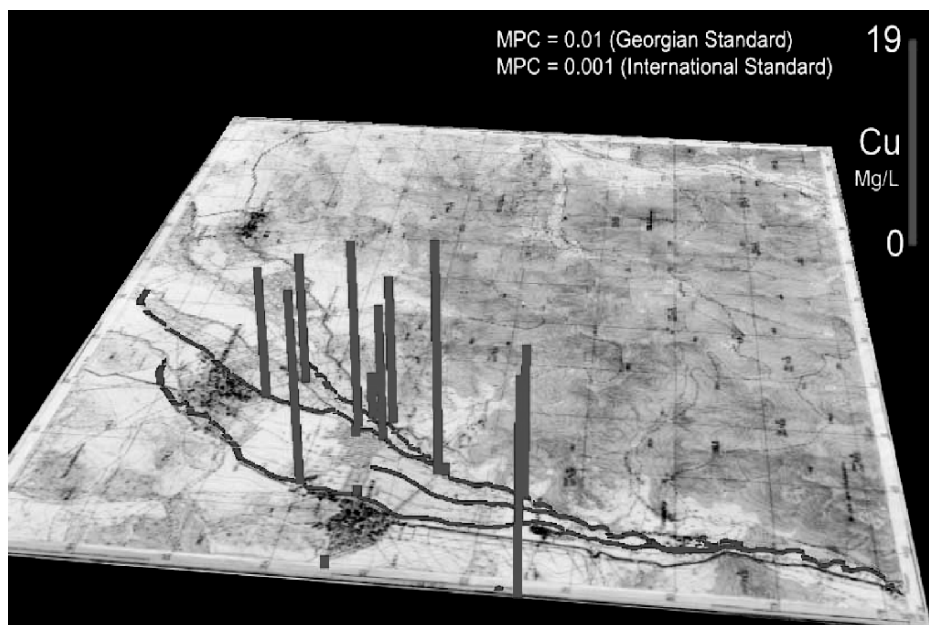 MPC = 0.01 (Georgian Standard)
MPC = 0.001 (International Standard)
19
Cu
Mg/L
0